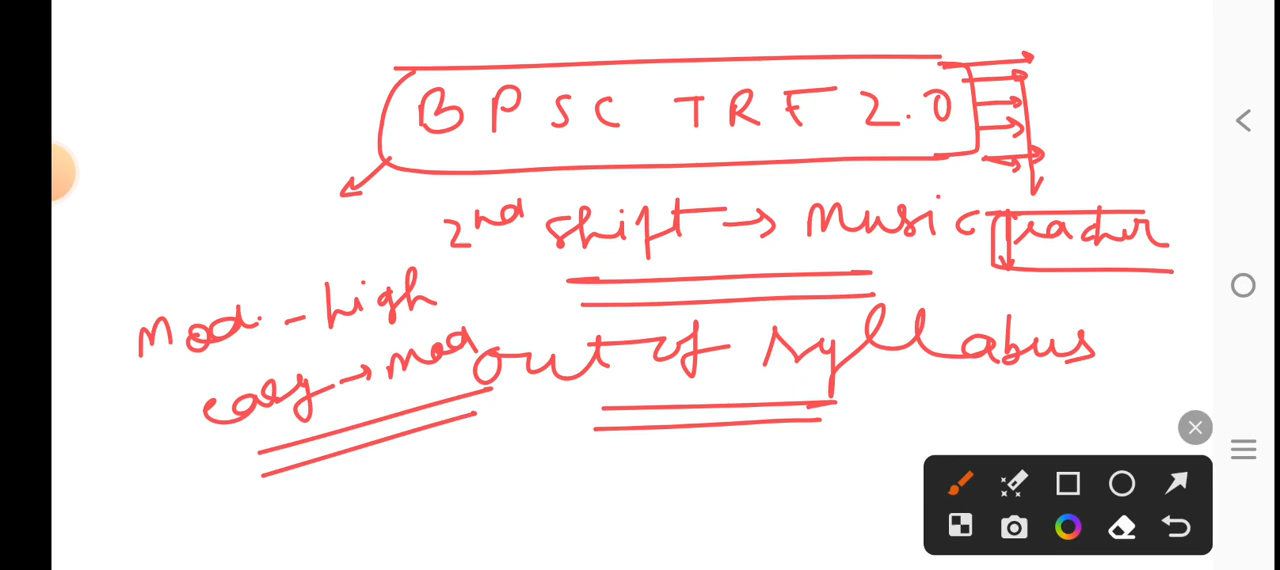 BPSC TRE 2.0
2nd shift → Music Teacher
Mod. - high
easy → mod
out of syllabus